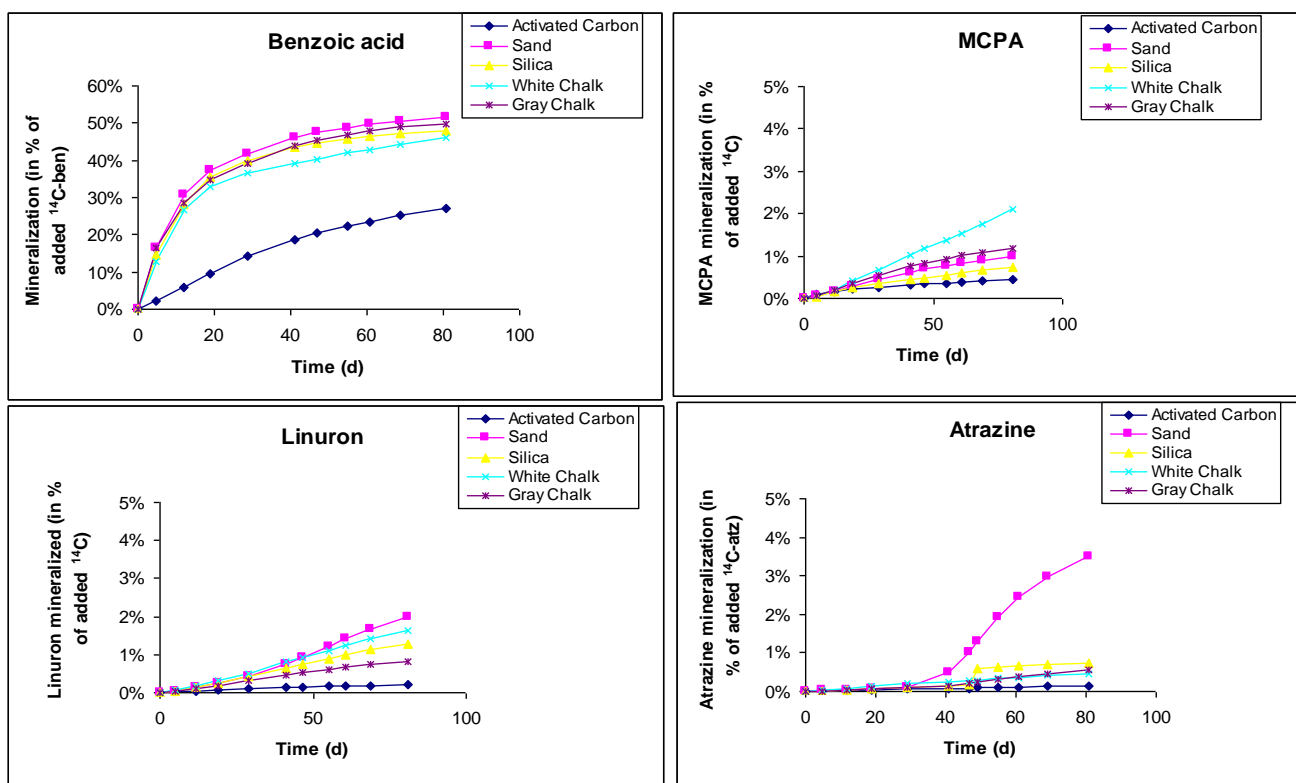 Benzoic acid
Activated Carbon
Sand
Silica
White Chalk
Gray Chalk
Mineralization (in % of
added ¹⁴C-ben)
60%
50%
40%
30%
20%
10%
0%
0 20 40 60 80 100
Time (d)
MCPA
Activated Carbon
Sand
Silica
White Chalk
Gray Chalk
MCPA mineralization (in %
of added ¹⁴C)
5%
4%
3%
2%
1%
0%
0 50 100
Time (d)
Linuron
Activated Carbon
Sand
Silica
White Chalk
Gray Chalk
Linuron mineralized (in %
of added ¹⁴C)
5%
4%
3%
2%
1%
0%
0 50 100
Time (d)
Atrazine
Activated Carbon
Sand
Silica
White Chalk
Gray Chalk
Atrazine mineralization (in
% of added ¹⁴C-atz)
5%
4%
3%
2%
1%
0%
0 20 40 60 80 100
Time (d)